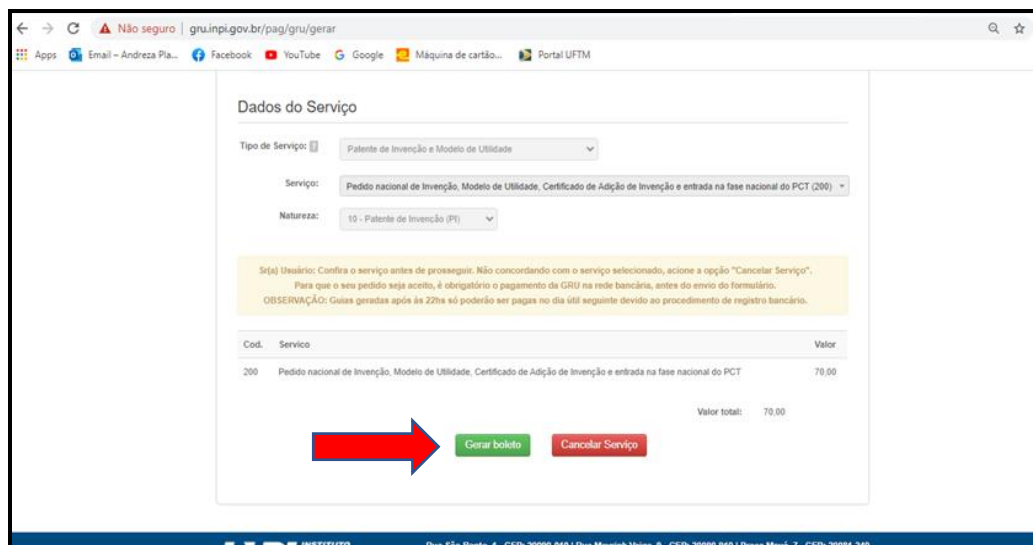 Não seguro | gru.inpi.gov.br/pag/gru/gerar
Apps Email – Andreza Pla... Facebook YouTube Google Máquina de cartão... Portal UFTM
Dados do Serviço
Tipo de Serviço: Patente de Invenção e Modelo de Utilidade
Serviço: Pedido nacional de Invenção, Modelo de Utilidade, Certificado de Adição de Invenção e entrada na fase nacional do PCT (200)
Natureza: 10 - Patente de Invenção (PI)
Sr(a) Usuário: Confira o serviço antes de prosseguir. Não concordando com o serviço selecionado, acione a opção "Cancelar Serviço".
Para que o seu pedido seja aceito, é obrigatório o pagamento da GRU na rede bancária, antes do envio do formulário.
OBSERVAÇÃO: Guias geradas após às 22hs só poderão ser pagas no dia útil seguinte devido ao procedimento de registro bancário.
Cod. Servico Valor
200 Pedido nacional de Invenção, Modelo de Utilidade, Certificado de Adição de Invenção e entrada na fase nacional do PCT 70,00
Valor total: 70,00
Gerar boleto Cancelar Serviço
INSTITUTO